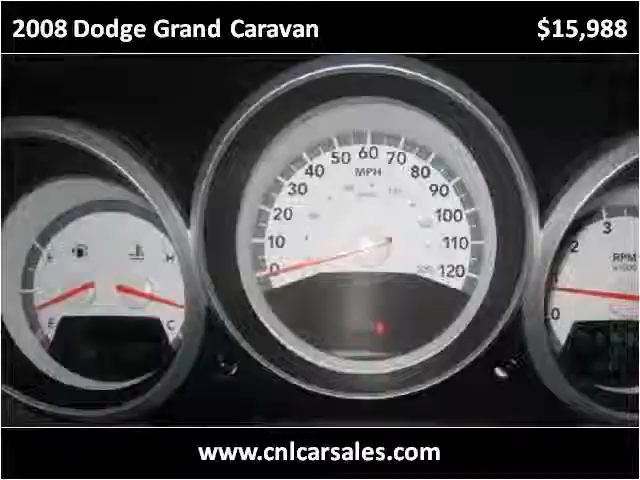 2008 Dodge Grand Caravan $15,988
60
50 70
MPH
40 80
30 90
20 100
10 110
0 120
H
E C
2 3
RPM
1
0
www.cnlcarsales.com